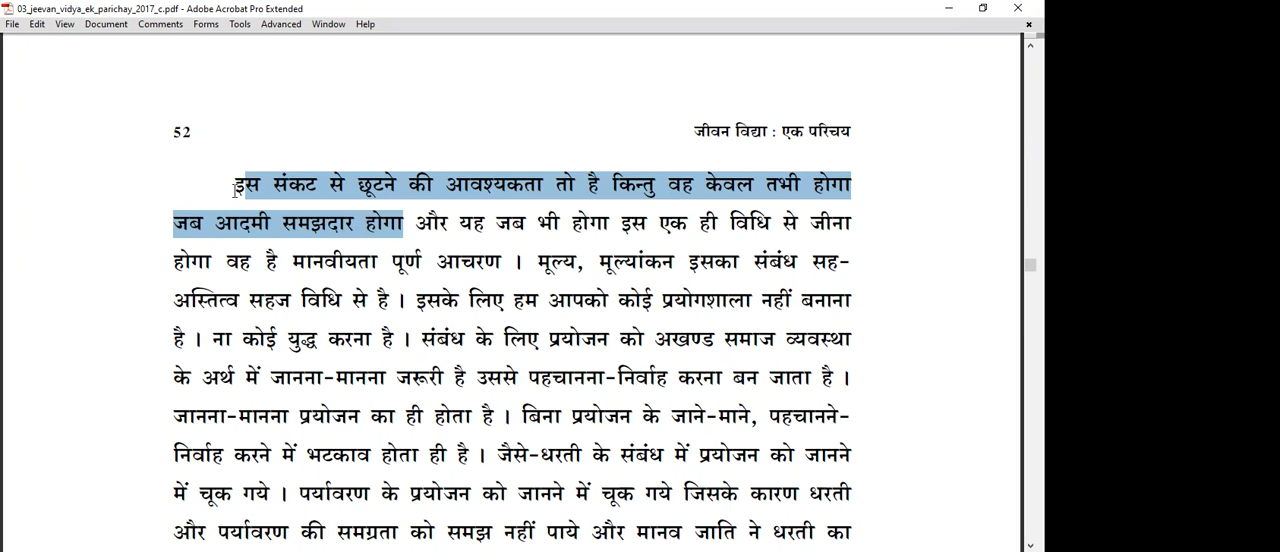 03_jeevan_vidya_ek_parichay_2017_c.pdf - Adobe Acrobat Pro Extended
File Edit View Document Comments Forms Tools Advanced Window Help
52 जीवन विद्या : एक परिचय
इस संकट से छूटने की आवश्यकता तो है किन्तु वह केवल तभी होगा
जब आदमी समझदार होगा और यह जब भी होगा इस एक ही विधि से जीना
होगा वह है मानवीयता पूर्ण आचरण । मूल्य, मूल्यांकन इसका संबंध सह-
अस्तित्व सहज विधि से है । इसके लिए हम आपको कोई प्रयोगशाला नहीं बनाना
है । ना कोई युद्ध करना है । संबंध के लिए प्रयोजन को अखण्ड समाज व्यवस्था
के अर्थ में जानना-मानना जरूरी है उससे पहचानना-निर्वाह करना बन जाता है ।
जानना-मानना प्रयोजन का ही होता है । बिना प्रयोजन के जाने-माने, पहचानने-
निर्वाह करने में भटकाव होता ही है । जैसे-धरती के संबंध में प्रयोजन को जानने
में चूक गये । पर्यावरण के प्रयोजन को जानने में चूक गये जिसके कारण धरती
और पर्यावरण की समग्रता को समझ नहीं पाये और मानव जाति ने धरती का